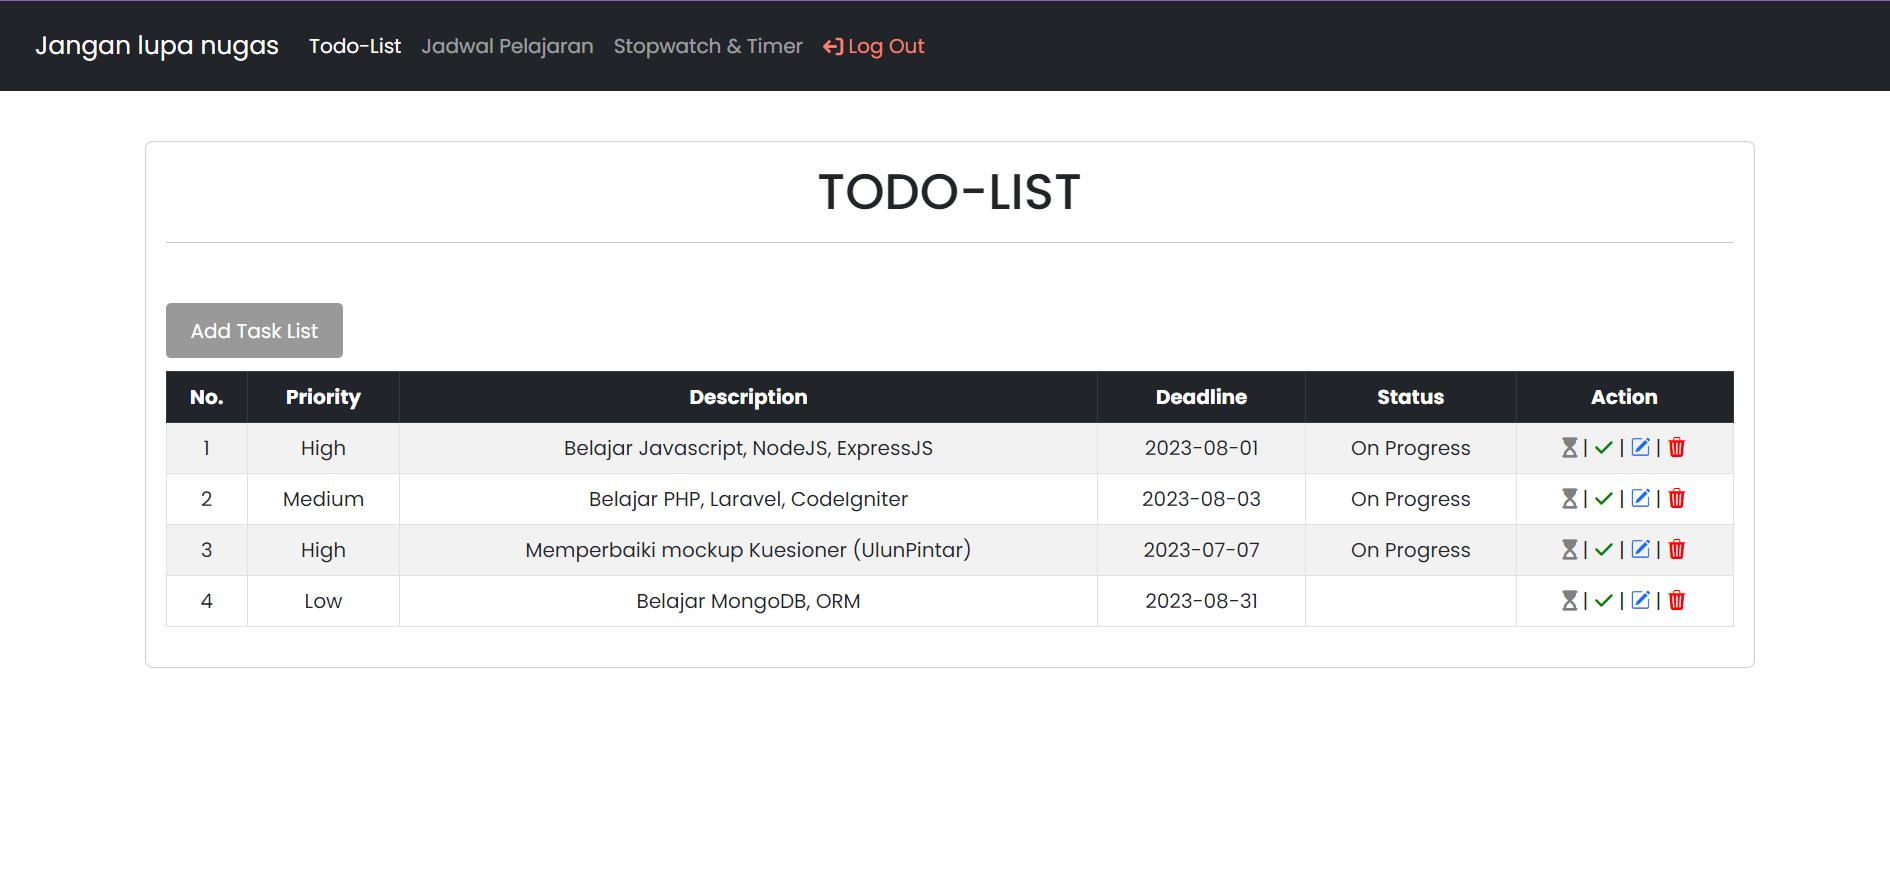 Jangan lupa nugas Todo-List Jadwal Pelajaran Stopwatch & Timer Log Out
TODO-LIST
Add Task List
No. Priority Description Deadline Status Action
1 High Belajar Javascript, NodeJS, ExpressJS 2023-08-01 On Progress | | |
2 Medium Belajar PHP, Laravel, CodeIgniter 2023-08-03 On Progress | | |
3 High Memperbaiki mockup Kuesioner (UlunPintar) 2023-07-07 On Progress | | |
4 Low Belajar MongoDB, ORM 2023-08-31 | | |